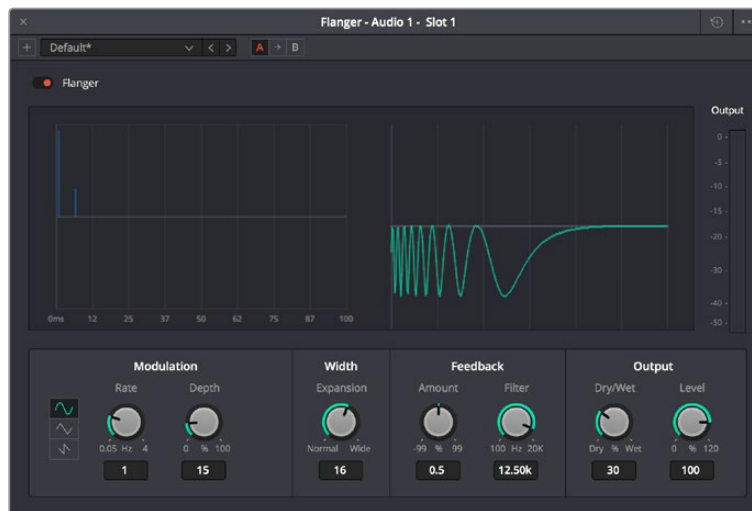 Flanger - Audio 1 - Slot 1
Default*
A B
Flanger
Output
0
-5
-10
-15
-20
-30
-40
-50
0ms 12 25 37 50 62 75 87 100
Modulation Width Feedback Output
Rate Depth Expansion Amount Filter Dry/Wet Level
0.05 Hz 4 0 % 100 Normal Wide -99 % 99 100 Hz 20K Dry % Wet 0 % 120
1 15 16 0.5 12.50k 30 100